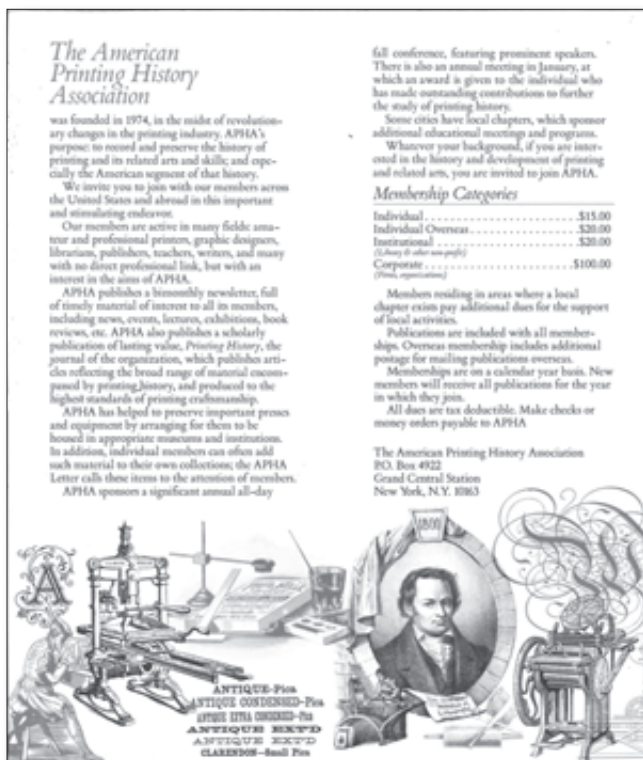 The American
Printing History
Association
was founded in 1974, in the midst of revolution-
ary changes in the printing industry. APHA's
purpose: to record and preserve the history of
printing and its related arts and skills; and espe-
cially the American segment of that history.
We invite you to join with our members across
the United States and abroad in this important
and stimulating endeavor.
Our members are active in many fields: ama-
teur and professional printers, graphic designers,
librarians, publishers, teachers, writers, and many
with no direct professional link, but with an
interest in the aims of APHA.
APHA publishes a bimonthly newsletter, full
of timely material of interest to all its members,
including news, events, lectures, exhibitions, book
reviews, etc. APHA also publishes a scholarly
publication of lasting value, Printing History, the
journal of the organization, which publishes arti-
cles reflecting the broad range of material encom-
passed by printing history, and produced to the
highest standards of printing craftsmanship.
APHA has helped to preserve important presses
and equipment by arranging for them to be
housed in appropriate museums and institutions.
In addition, individual members can often add
such material to their own collections; the APHA
Letter calls these items to the attention of members.
APHA sponsors a significant annual all-day
fall conference, featuring prominent speakers.
There is also an annual meeting in January, at
which an award is given to the individual who
has made outstanding contributions to further
the study of printing history.
Some cities have local chapters, which sponsor
additional educational meetings and programs.
Whatever your background, if you are inter-
ested in the history and development of printing
and related arts, you are invited to join APHA.
Membership Categories
Individual . . . . . . . . . . . . . . . . . . . . . . . . $15.00
Individual Overseas . . . . . . . . . . . . . . . . . $20.00
Institutional . . . . . . . . . . . . . . . . . . . . . . $20.00
(Library & other non-profit)
Corporate . . . . . . . . . . . . . . . . . . . . . . . $100.00
(Firms, organizations)
Members residing in areas where a local
chapter exists pay additional dues for the support
of local activities.
Publications are included with all member-
ships. Overseas membership includes additional
postage for mailing publications overseas.
Memberships are on a calendar year basis. New
members will receive all publications for the year
in which they join.
All dues are tax deductible. Make checks or
money orders payable to APHA
The American Printing History Association
P.O. Box 4922
Grand Central Station
New York, N.Y. 10163
1800
A
ANTIQUE-Pica
ANTIQUE CONDENSED-Pica
ANTIQUE EXTRA CONDENSED-Pica
ANTIQUE EXT'D
ANTIQUE EXT'D
CLARENDON-Small Pica